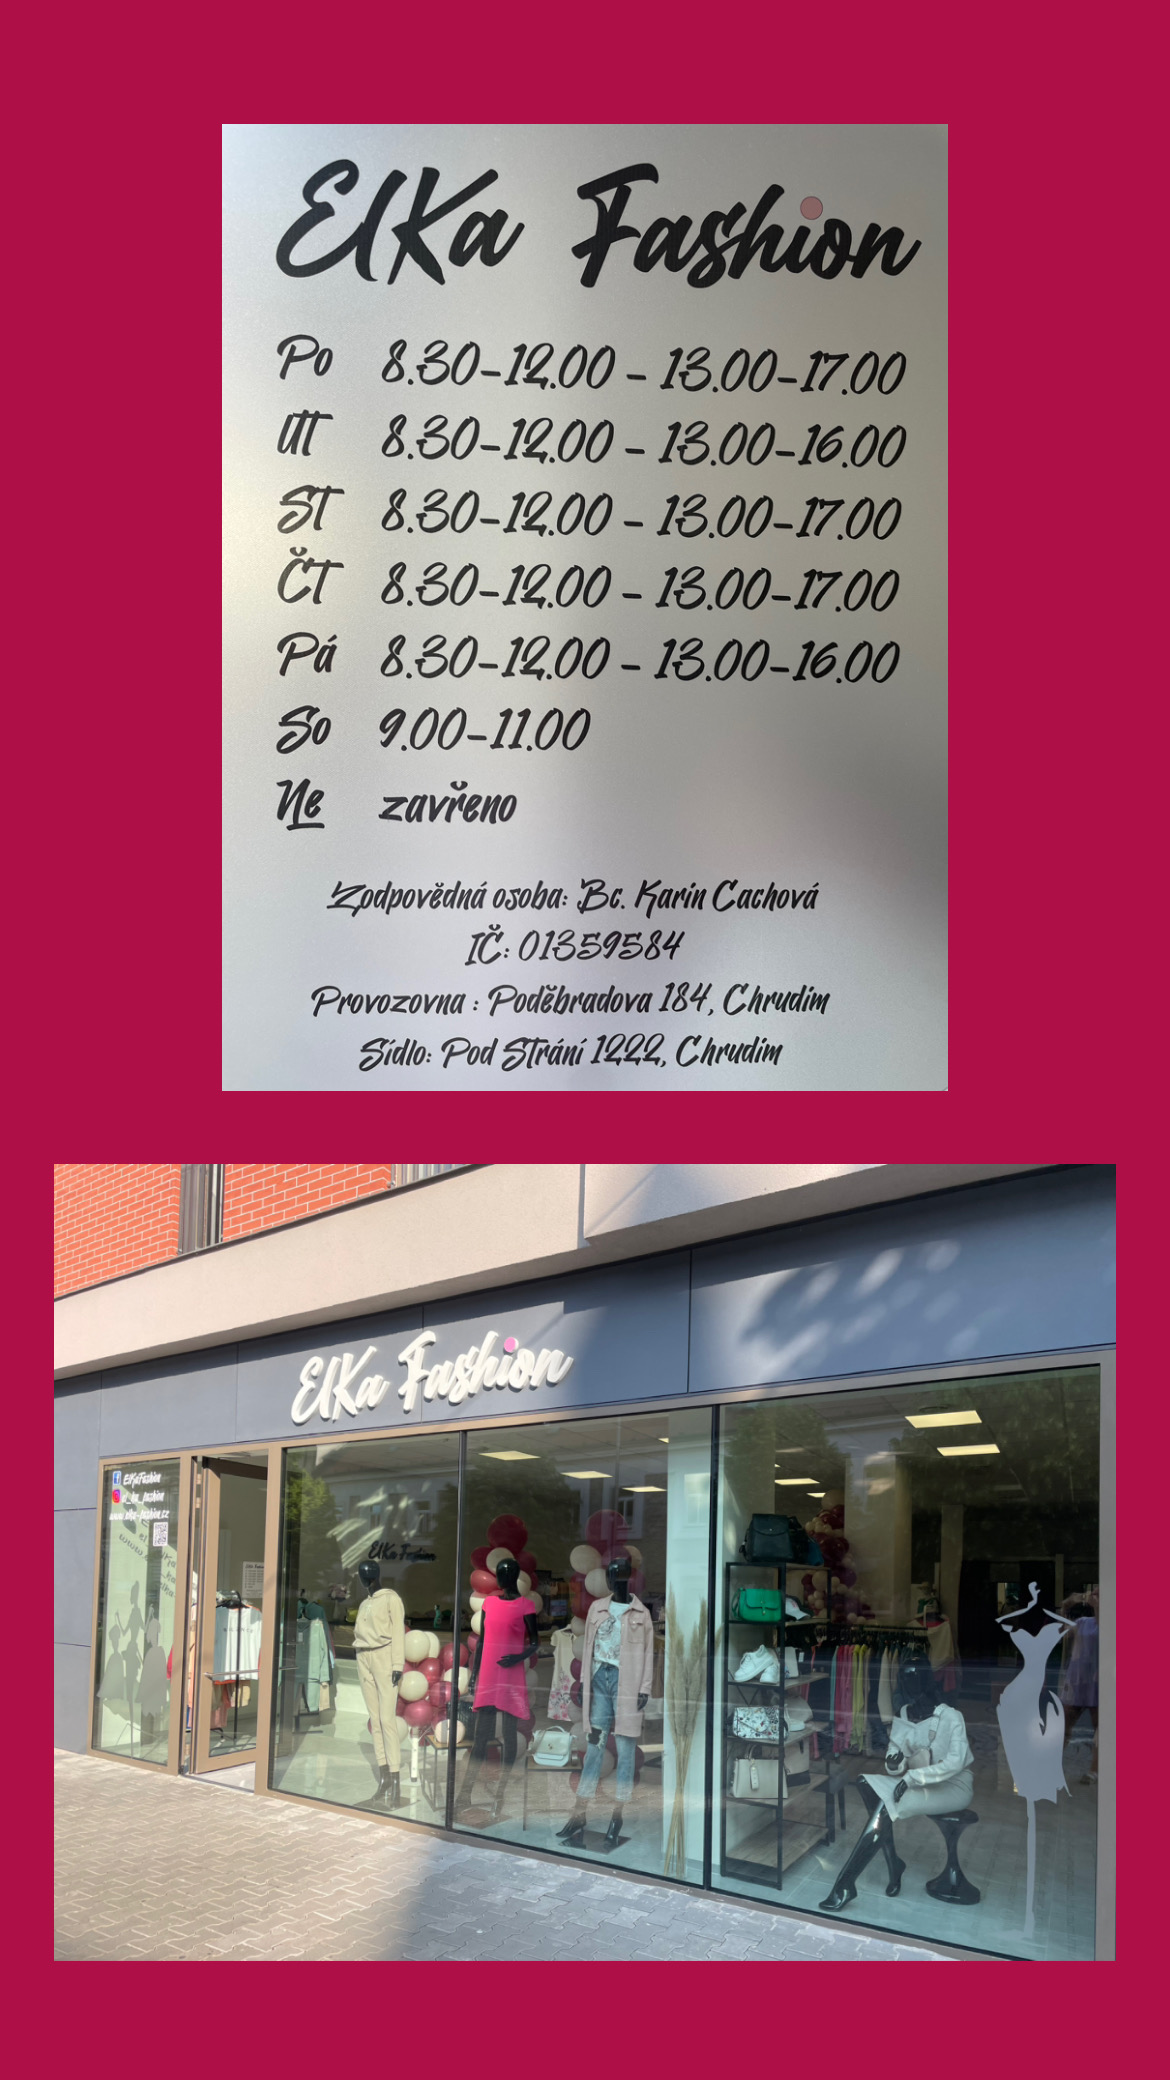 ElKa Fashion
Po 8.30-12.00 - 13.00-17.00
ÚT 8.30-12.00 - 13.00-16.00
ST 8.30-12.00 - 13.00-17.00
ČT 8.30-12.00 - 13.00-17.00
Pá 8.30-12.00 - 13.00-16.00
So 9.00-11.00
Ne zavřeno
Zodpovědná osoba: Bc. Karin Cachová
IČ: 01359584
Provozovna : Poděbradova 184, Chrudim
Sídlo: Pod Strání 1222, Chrudim
ElKa Fashion
ElKaFashion
el_ka_fashion
www.elka-fashion.cz
ElKa Fashion